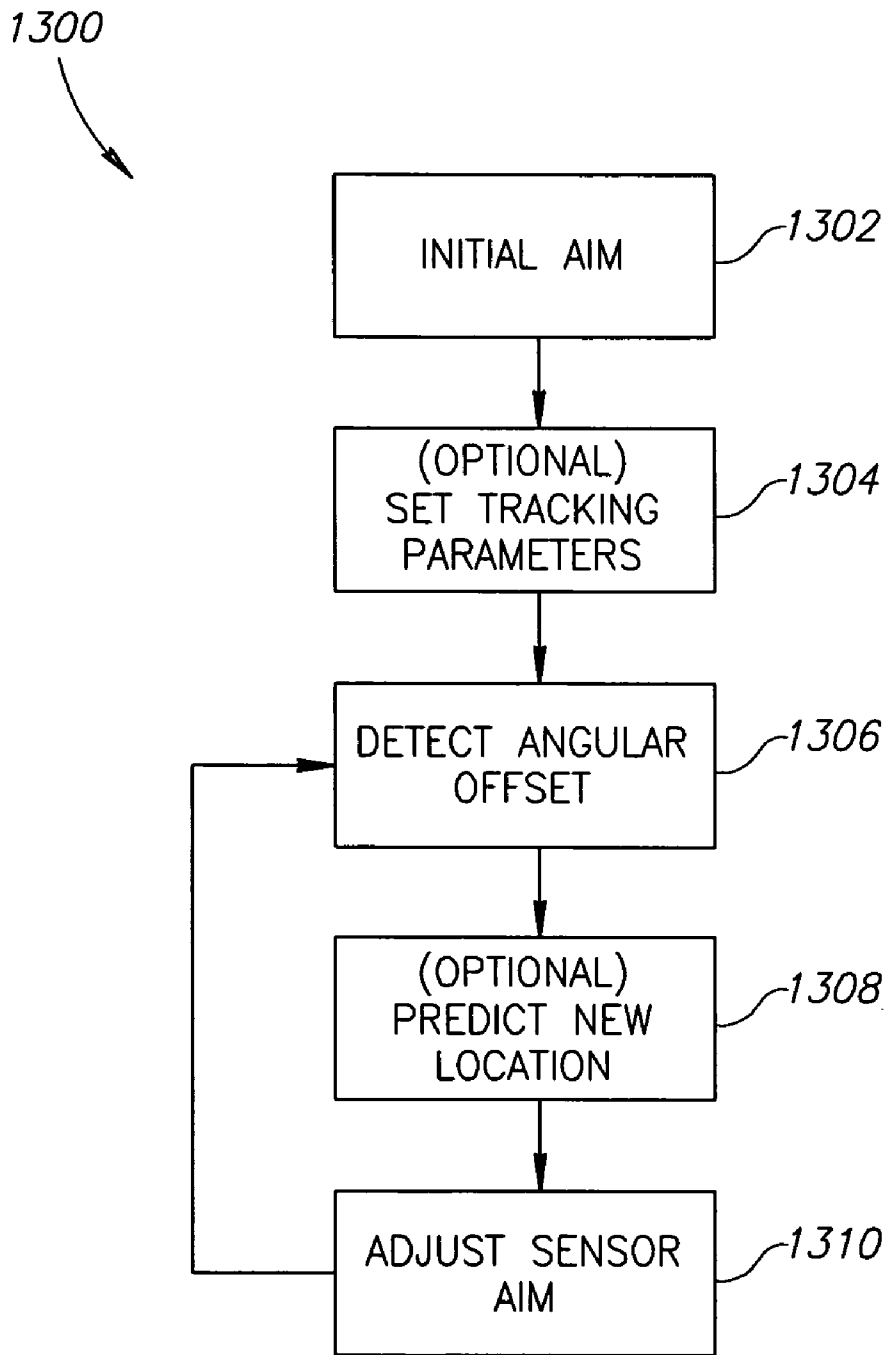 1300
INITIAL AIM
1302
(OPTIONAL)
SET TRACKING
PARAMETERS
1304
DETECT ANGULAR
OFFSET
1306
(OPTIONAL)
PREDICT NEW
LOCATION
1308
ADJUST SENSOR
AIM
1310